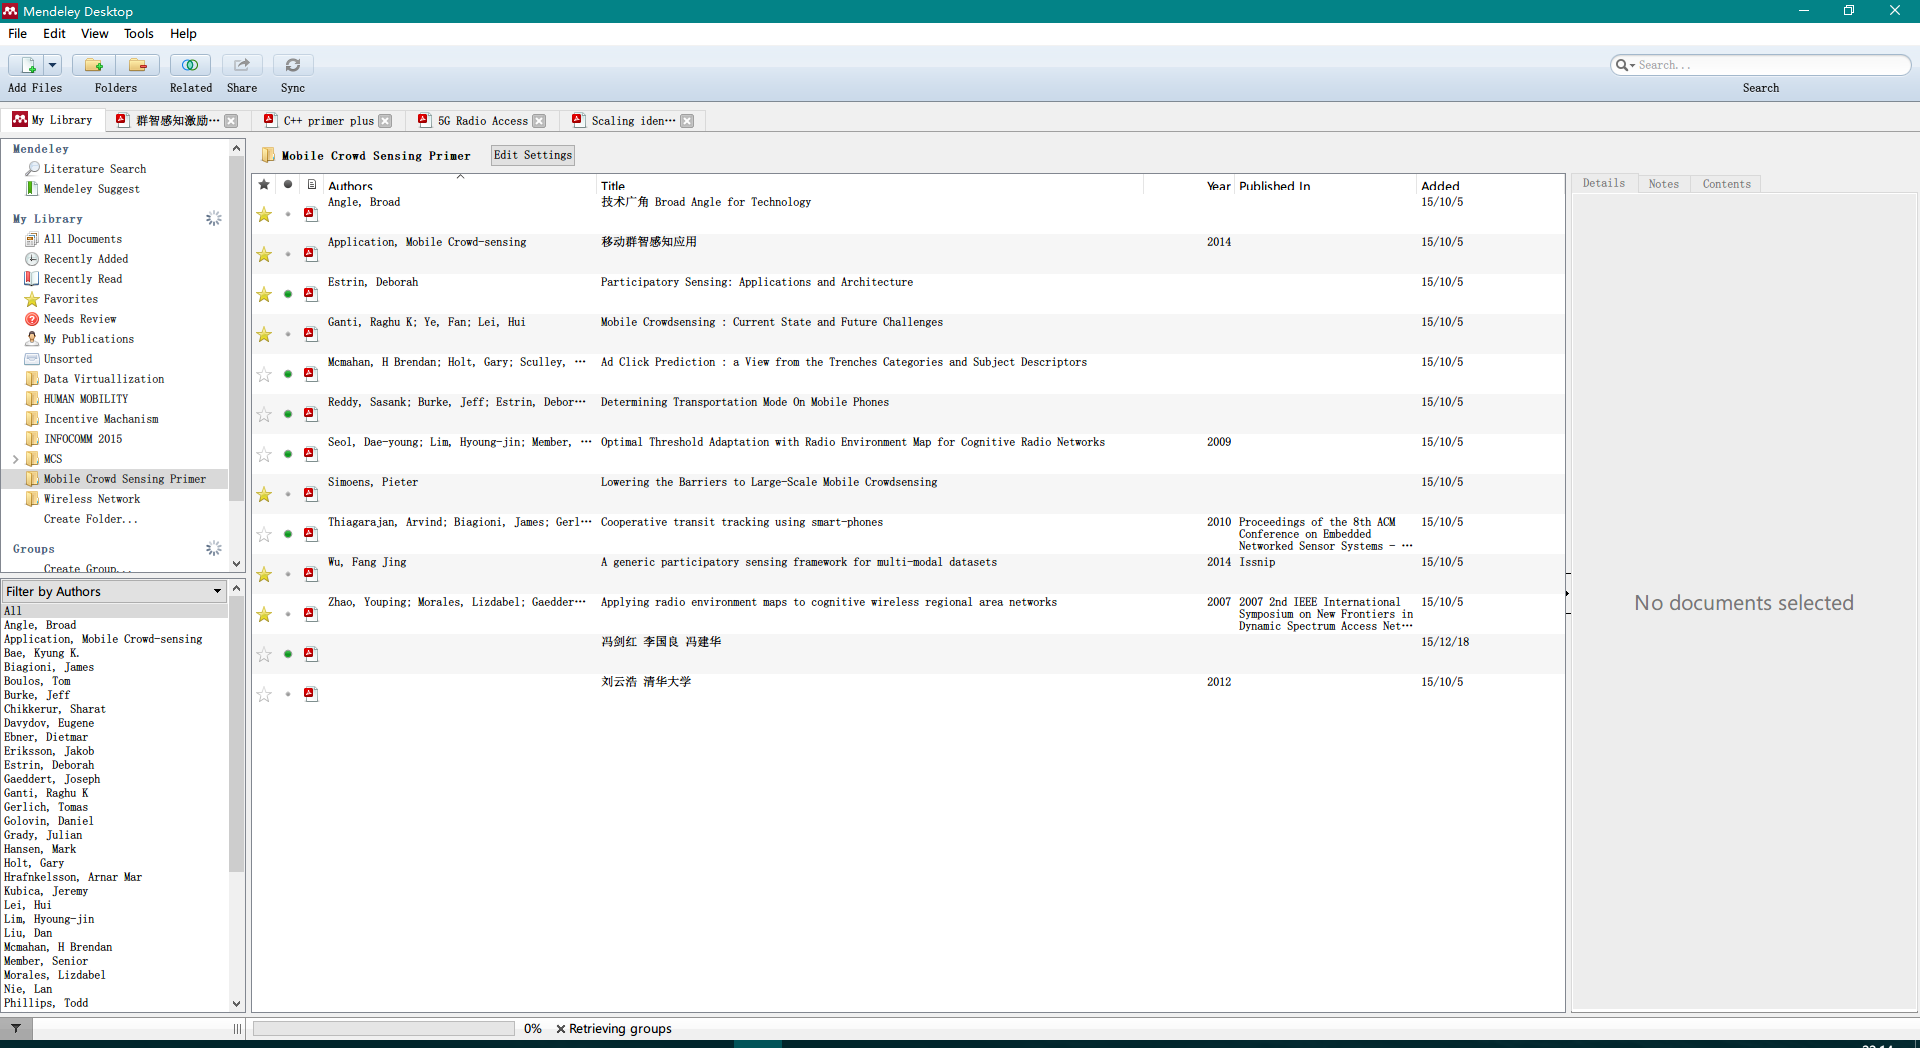 Mendeley Desktop
File Edit View Tools Help
Add Files Folders Related Share Sync
Search...
Search
My Library 群智感知激励… C++ primer plus 5G Radio Access Scaling iden…
Mendeley
Literature Search
Mendeley Suggest
My Library
All Documents
Recently Added
Recently Read
Favorites
Needs Review
My Publications
Unsorted
Data Virtuallization
HUMAN MOBILITY
Incentive Machanism
INFOCOMM 2015
MCS
Mobile Crowd Sensing Primer
Wireless Network
Create Folder...
Groups
Create Group...
Filter by Authors
All
Angle, Broad
Application, Mobile Crowd-sensing
Bae, Kyung K.
Biagioni, James
Boulos, Tom
Burke, Jeff
Chikkerur, Sharat
Davydov, Eugene
Ebner, Dietmar
Eriksson, Jakob
Estrin, Deborah
Gaeddert, Joseph
Ganti, Raghu K
Gerlich, Tomas
Golovin, Daniel
Grady, Julian
Hansen, Mark
Holt, Gary
Hrafnkelsson, Arnar Mar
Kubica, Jeremy
Lei, Hui
Lim, Hyoung-jin
Liu, Dan
Mcmahan, H Brendan
Member, Senior
Morales, Lizdabel
Nie, Lan
Phillips, Todd
Mobile Crowd Sensing Primer Edit Settings
Authors Title Year Published In Added
Angle, Broad 技术广角 Broad Angle for Technology 15/10/5
Application, Mobile Crowd-sensing 移动群智感知应用 2014 15/10/5
Estrin, Deborah Participatory Sensing: Applications and Architecture 15/10/5
Ganti, Raghu K; Ye, Fan; Lei, Hui Mobile Crowdsensing : Current State and Future Challenges 15/10/5
Mcmahan, H Brendan; Holt, Gary; Sculley, … Ad Click Prediction : a View from the Trenches Categories and Subject Descriptors 15/10/5
Reddy, Sasank; Burke, Jeff; Estrin, Debor… Determining Transportation Mode On Mobile Phones 15/10/5
Seol, Dae-young; Lim, Hyoung-jin; Member, … Optimal Threshold Adaptation with Radio Environment Map for Cognitive Radio Networks 2009 15/10/5
Simoens, Pieter Lowering the Barriers to Large-Scale Mobile Crowdsensing 15/10/5
Thiagarajan, Arvind; Biagioni, James; Gerl… Cooperative transit tracking using smart-phones 2010 Proceedings of the 8th ACM 15/10/5
Conference on Embedded
Networked Sensor Systems - …
Wu, Fang Jing A generic participatory sensing framework for multi-modal datasets 2014 Issnip 15/10/5
Zhao, Youping; Morales, Lizdabel; Gaedder… Applying radio environment maps to cognitive wireless regional area networks 2007 2007 2nd IEEE International 15/10/5
Symposium on New Frontiers in
Dynamic Spectrum Access Net…
冯剑红 李国良 冯建华 15/12/18
刘云浩 清华大学 2012 15/10/5
Details Notes Contents
No documents selected
0% Retrieving groups